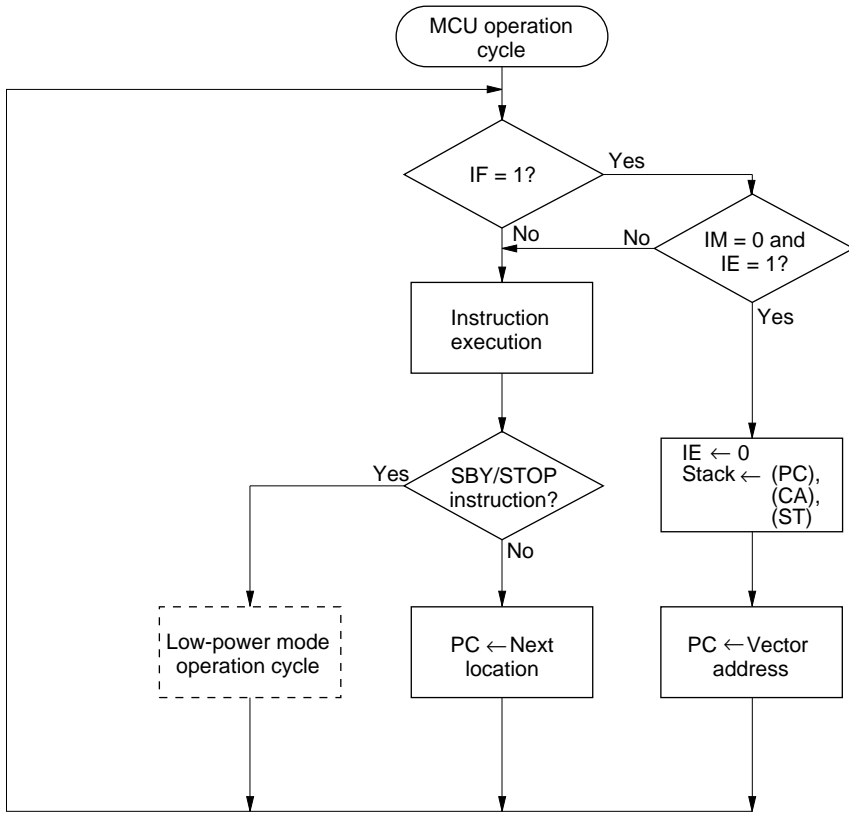 MCU operation
cycle
IF = 1?
Yes
No
No
IM = 0 and
IE = 1?
Yes
Instruction
execution
IE ← 0
Stack ← (PC),
(CA),
(ST)
Yes
SBY/STOP
instruction?
No
Low-power mode
operation cycle
PC ← Next
location
PC ← Vector
address